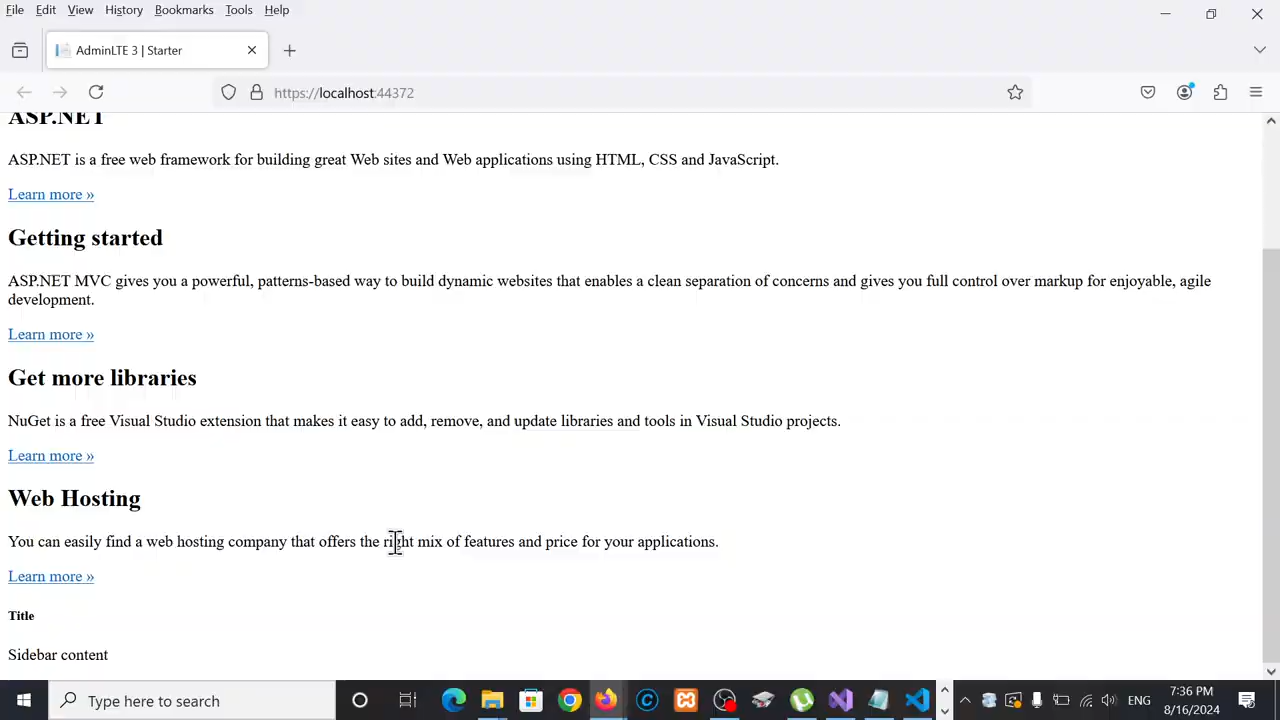 File Edit View History Bookmarks Tools Help
AdminLTE 3 | Starter
https://localhost:44372
ASP.NET
ASP.NET is a free web framework for building great Web sites and Web applications using HTML, CSS and JavaScript.
Learn more »
Getting started
ASP.NET MVC gives you a powerful, patterns-based way to build dynamic websites that enables a clean separation of concerns and gives you full control over markup for enjoyable, agile
development.
Learn more »
Get more libraries
NuGet is a free Visual Studio extension that makes it easy to add, remove, and update libraries and tools in Visual Studio projects.
Learn more »
Web Hosting
You can easily find a web hosting company that offers the right mix of features and price for your applications.
Learn more »
Title
Sidebar content
Type here to search
ENG
7:36 PM
8/16/2024